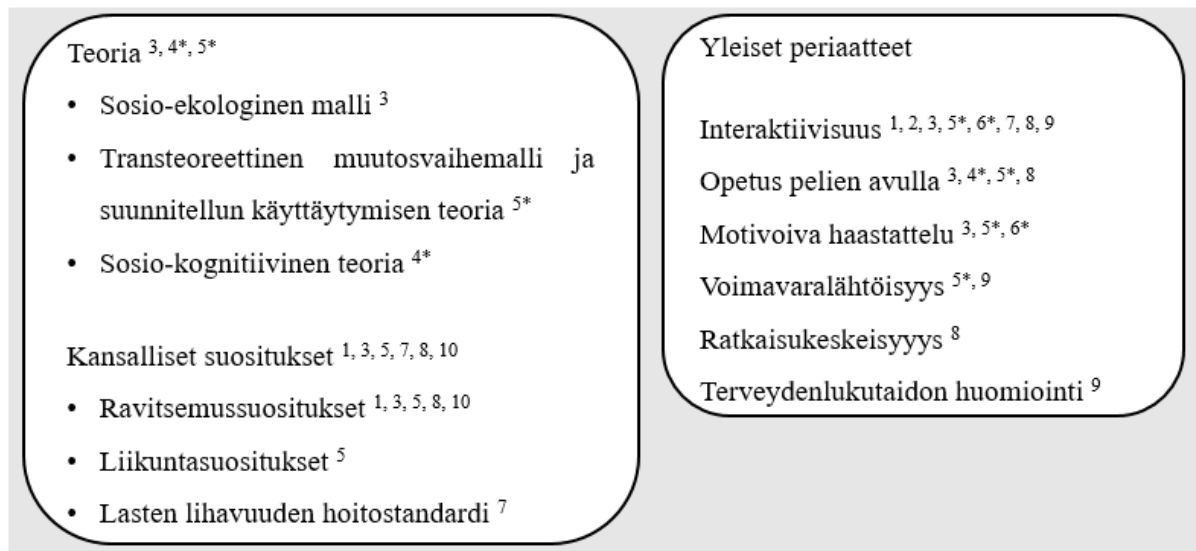 Teoria 3, 4*, 5*
• Sosio-ekologinen malli 3
• Transteoreettinen muutosvaihemalli ja
suunnitellun käyttäytymisen teoria 5*
• Sosio-kognitiivinen teoria 4*
Kansalliset suositukset 1, 3, 5, 7, 8, 10
• Ravitsemussuositukset 1, 3, 5, 8, 10
• Liikuntasuositukset 5
• Lasten lihavuuden hoitostandardi 7
Yleiset periaatteet
Interaktiivisuus 1, 2, 3, 5*, 6*, 7, 8, 9
Opetus pelien avulla 3, 4*, 5*, 8
Motivoiva haastattelu 3, 5*, 6*
Voimavaralähtöisyys 5*, 9
Ratkaisukeskeisyyys 8
Terveydenlukutaidon huomiointi 9